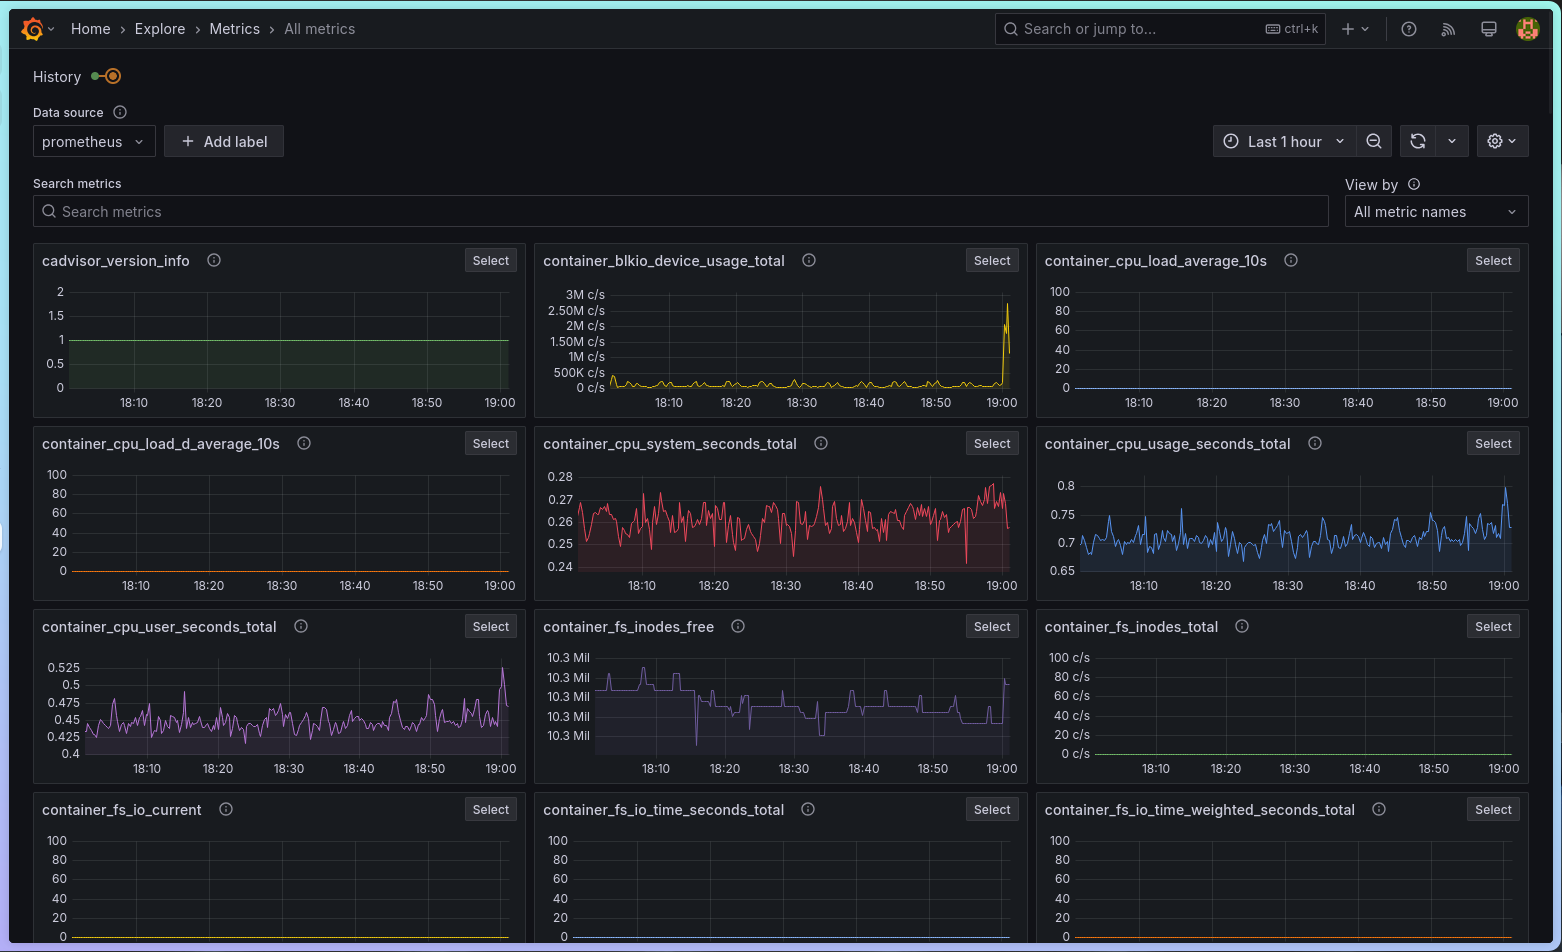 Home › Explore › Metrics › All metrics
Search or jump to... ctrl+k
History
Data source
prometheus
+ Add label
Last 1 hour
Search metrics
View by
Search metrics
All metric names
cadvisor_version_info
Select
2
1.5
1
0.5
0
18:10 18:20 18:30 18:40 18:50 19:00
container_blkio_device_usage_total
Select
3M c/s
2.50M c/s
2M c/s
1.50M c/s
1M c/s
500K c/s
0 c/s
18:10 18:20 18:30 18:40 18:50 19:00
container_cpu_load_average_10s
Select
100
80
60
40
20
0
18:10 18:20 18:30 18:40 18:50 19:00
container_cpu_load_d_average_10s
Select
100
80
60
40
20
0
18:10 18:20 18:30 18:40 18:50 19:00
container_cpu_system_seconds_total
Select
0.28
0.27
0.26
0.25
0.24
18:10 18:20 18:30 18:40 18:50 19:00
container_cpu_usage_seconds_total
Select
0.8
0.75
0.7
0.65
18:10 18:20 18:30 18:40 18:50 19:00
container_cpu_user_seconds_total
Select
0.525
0.5
0.475
0.45
0.425
0.4
18:10 18:20 18:30 18:40 18:50 19:00
container_fs_inodes_free
Select
10.3 Mil
10.3 Mil
10.3 Mil
10.3 Mil
10.3 Mil
18:10 18:20 18:30 18:40 18:50 19:00
container_fs_inodes_total
Select
100 c/s
80 c/s
60 c/s
40 c/s
20 c/s
0 c/s
18:10 18:20 18:30 18:40 18:50 19:00
container_fs_io_current
Select
100
80
60
40
20
0
container_fs_io_time_seconds_total
Select
100
80
60
40
20
0
container_fs_io_time_weighted_seconds_total
Select
100
80
60
40
20
0